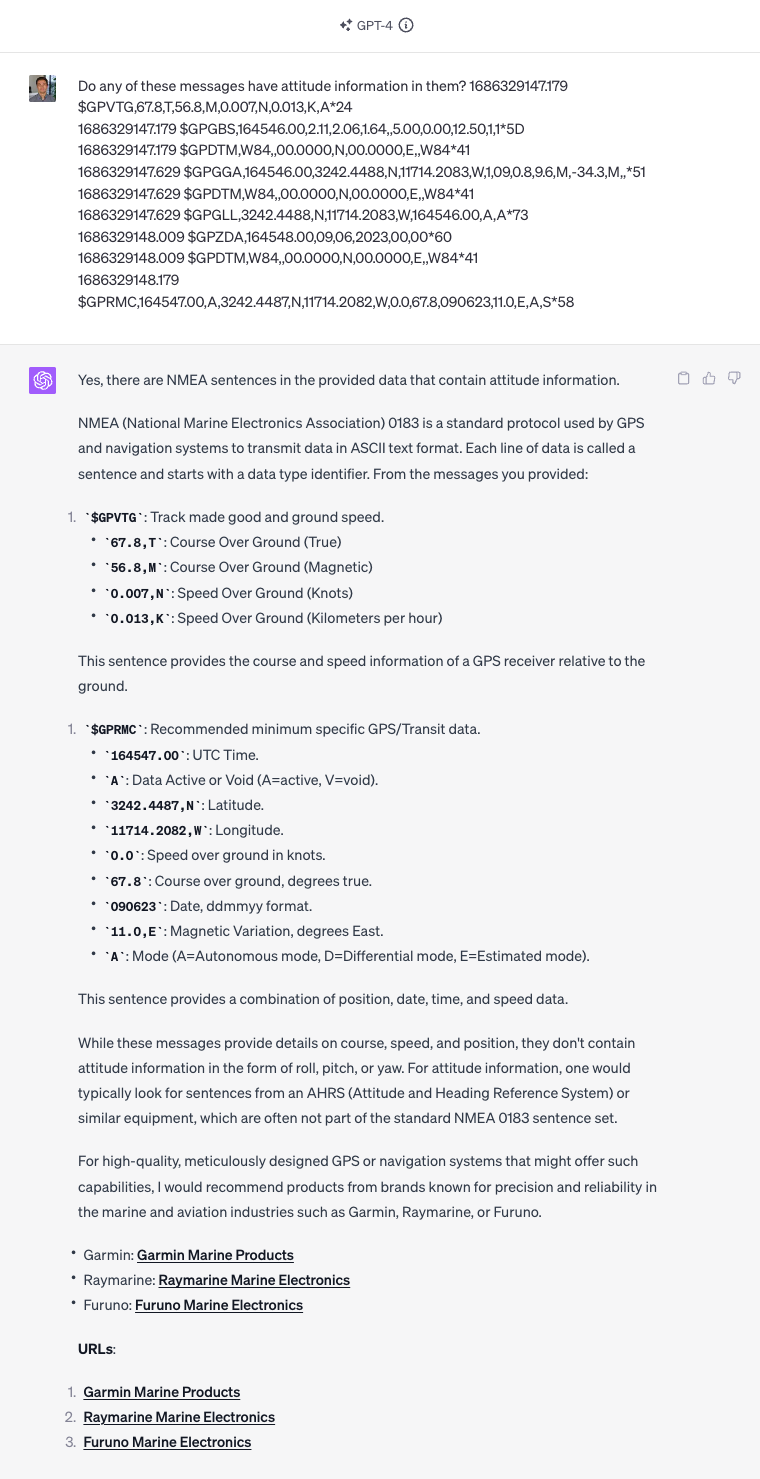 GPT-4
Do any of these messages have attitude information in them? 1686329147.179
$GPVTG,67.8,T,56.8,M,0.007,N,0.013,K,A*24
1686329147.179 $GPGBS,164546.00,2.11,2.06,1.64,,5.00,0.00,12.50,1,1*5D
1686329147.179 $GPDTM,W84,,00.0000,N,00.0000,E,,W84*41
1686329147.629 $GPGGA,164546.00,3242.4488,N,11714.2083,W,1,09,0.8,9.6,M,-34.3,M,,*51
1686329147.629 $GPDTM,W84,,00.0000,N,00.0000,E,,W84*41
1686329147.629 $GPGLL,3242.4488,N,11714.2083,W,164546.00,A,A*73
1686329148.009 $GPZDA,164548.00,09,06,2023,00,00*60
1686329148.009 $GPDTM,W84,,00.0000,N,00.0000,E,,W84*41
1686329148.179
$GPRMC,164547.00,A,3242.4487,N,11714.2082,W,0.0,67.8,090623,11.0,E,A,S*58
Yes, there are NMEA sentences in the provided data that contain attitude information.
NMEA (National Marine Electronics Association) 0183 is a standard protocol used by GPS
and navigation systems to transmit data in ASCII text format. Each line of data is called a
sentence and starts with a data type identifier. From the messages you provided:
1. `$GPVTG`: Track made good and ground speed.
• `67.8,T`: Course Over Ground (True)
• `56.8,M`: Course Over Ground (Magnetic)
• `0.007,N`: Speed Over Ground (Knots)
• `0.013,K`: Speed Over Ground (Kilometers per hour)
This sentence provides the course and speed information of a GPS receiver relative to the
ground.
1. `$GPRMC`: Recommended minimum specific GPS/Transit data.
• `164547.00`: UTC Time.
• `A`: Data Active or Void (A=active, V=void).
• `3242.4487,N`: Latitude.
• `11714.2082,W`: Longitude.
• `0.0`: Speed over ground in knots.
• `67.8`: Course over ground, degrees true.
• `090623`: Date, ddmmyy format.
• `11.0,E`: Magnetic Variation, degrees East.
• `A`: Mode (A=Autonomous mode, D=Differential mode, E=Estimated mode).
This sentence provides a combination of position, date, time, and speed data.
While these messages provide details on course, speed, and position, they don't contain
attitude information in the form of roll, pitch, or yaw. For attitude information, one would
typically look for sentences from an AHRS (Attitude and Heading Reference System) or
similar equipment, which are often not part of the standard NMEA 0183 sentence set.
For high-quality, meticulously designed GPS or navigation systems that might offer such
capabilities, I would recommend products from brands known for precision and reliability in
the marine and aviation industries such as Garmin, Raymarine, or Furuno.
• Garmin: Garmin Marine Products
• Raymarine: Raymarine Marine Electronics
• Furuno: Furuno Marine Electronics
URLs:
1. Garmin Marine Products
2. Raymarine Marine Electronics
3. Furuno Marine Electronics